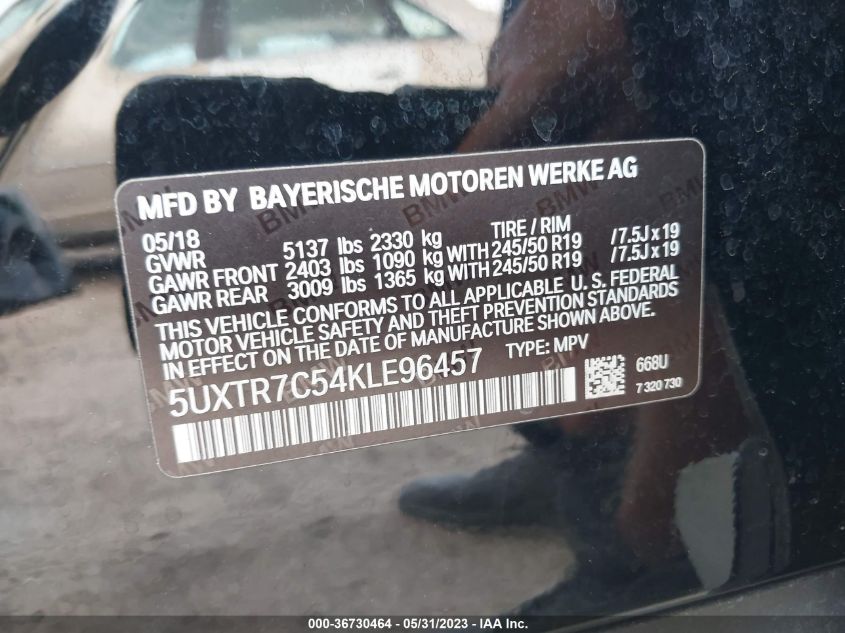 MFD BY BAYERISCHE MOTOREN WERKE AG
05/18 TIRE / RIM
GVWR 5137 lbs 2330 kg
GAWR FRONT 2403 lbs 1090 kg WITH 245/50 R19 /7.5J x 19
GAWR REAR 3009 lbs 1365 kg WITH 245/50 R19 /7.5J x 19
THIS VEHICLE CONFORMS TO ALL APPLICABLE U. S. FEDERAL
MOTOR VEHICLE SAFETY AND THEFT PREVENTION STANDARDS
IN EFFECT ON THE DATE OF MANUFACTURE SHOWN ABOVE.
5UXTR7C54KLE96457 TYPE: MPV
668U
7 320 730
000-36730464 - 05/31/2023 - IAA Inc.